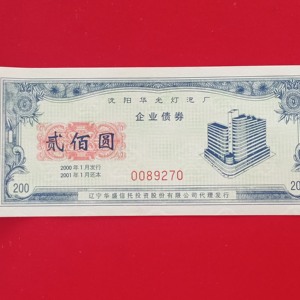 沈阳华光灯泡厂
企业债券
贰佰圆
2000年1月发行
2001年1月还本
0089270
200
20
辽宁华盛信托投资股份有限公司代理发行